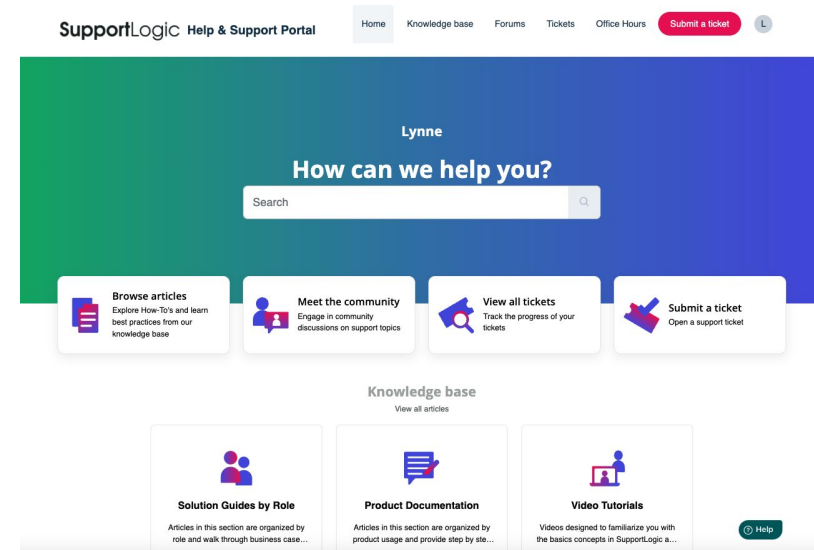 SupportLogic Help & Support Portal
Home Knowledge base Forums Tickets Office Hours Submit a ticket L
Lynne
How can we help you?
Search
Browse articles
Explore How-To's and learn
best practices from our
knowledge base
Meet the community
Engage in community
discussions on support topics
View all tickets
Track the progress of your
tickets
Submit a ticket
Open a support ticket
Knowledge base
View all articles
Solution Guides by Role
Articles in this section are organized by
role and walk through business case...
Product Documentation
Articles in this section are organized by
product usage and provide step by ste...
Video Tutorials
Videos designed to familiarize you with
the basics concepts in SupportLogic a...
Help